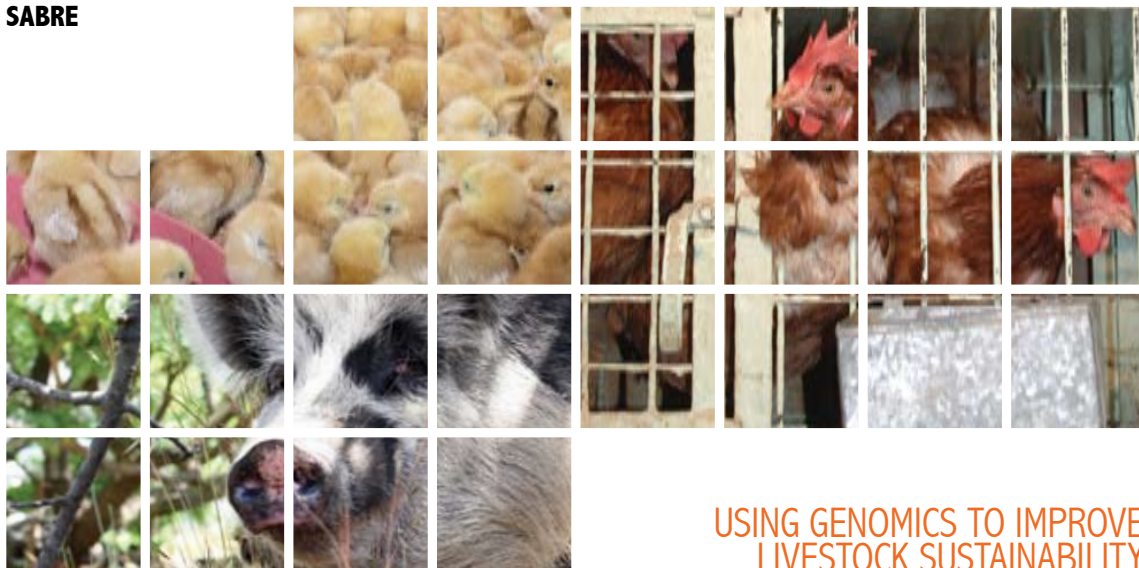 SABRE
USING GENOMICS TO IMPROVE
LIVESTOCK SUSTAINABILITY